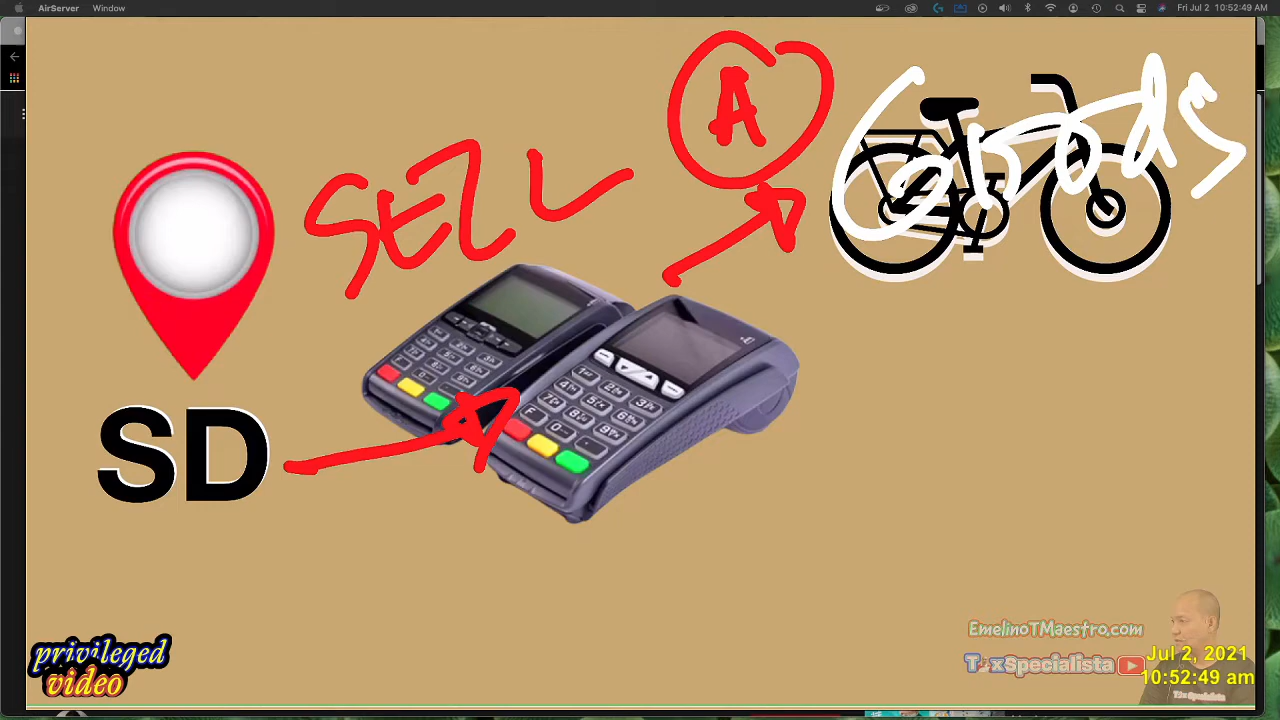 AirServer Window
Fri Jul 2 10:52:49 AM
A
Goods
SELL
SD
privileged
video
EmelinoTMaestro.com
TaxSpecialista
Jul 2, 2021
10:52:49 am